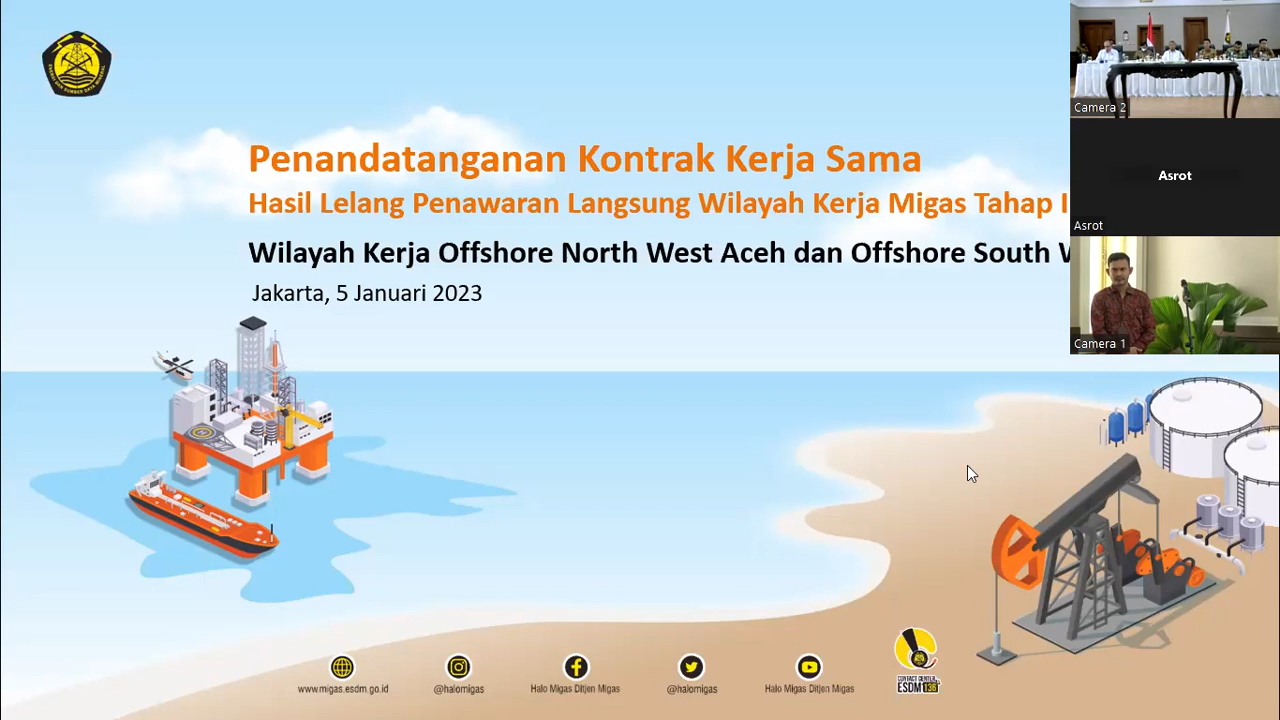 Penandatanganan Kontrak Kerja Sama
Hasil Lelang Penawaran Langsung Wilayah Kerja Migas Tahap I
Wilayah Kerja Offshore North West Aceh dan Offshore South
Jakarta, 5 Januari 2023
Camera 2
Asrot
Asrot
Camera 1
www.migas.esdm.go.id
@halomigas
Halo Migas Ditjen Migas
@halomigas
Halo Migas Ditjen Migas
CONTACT CENTER
ESDM 136